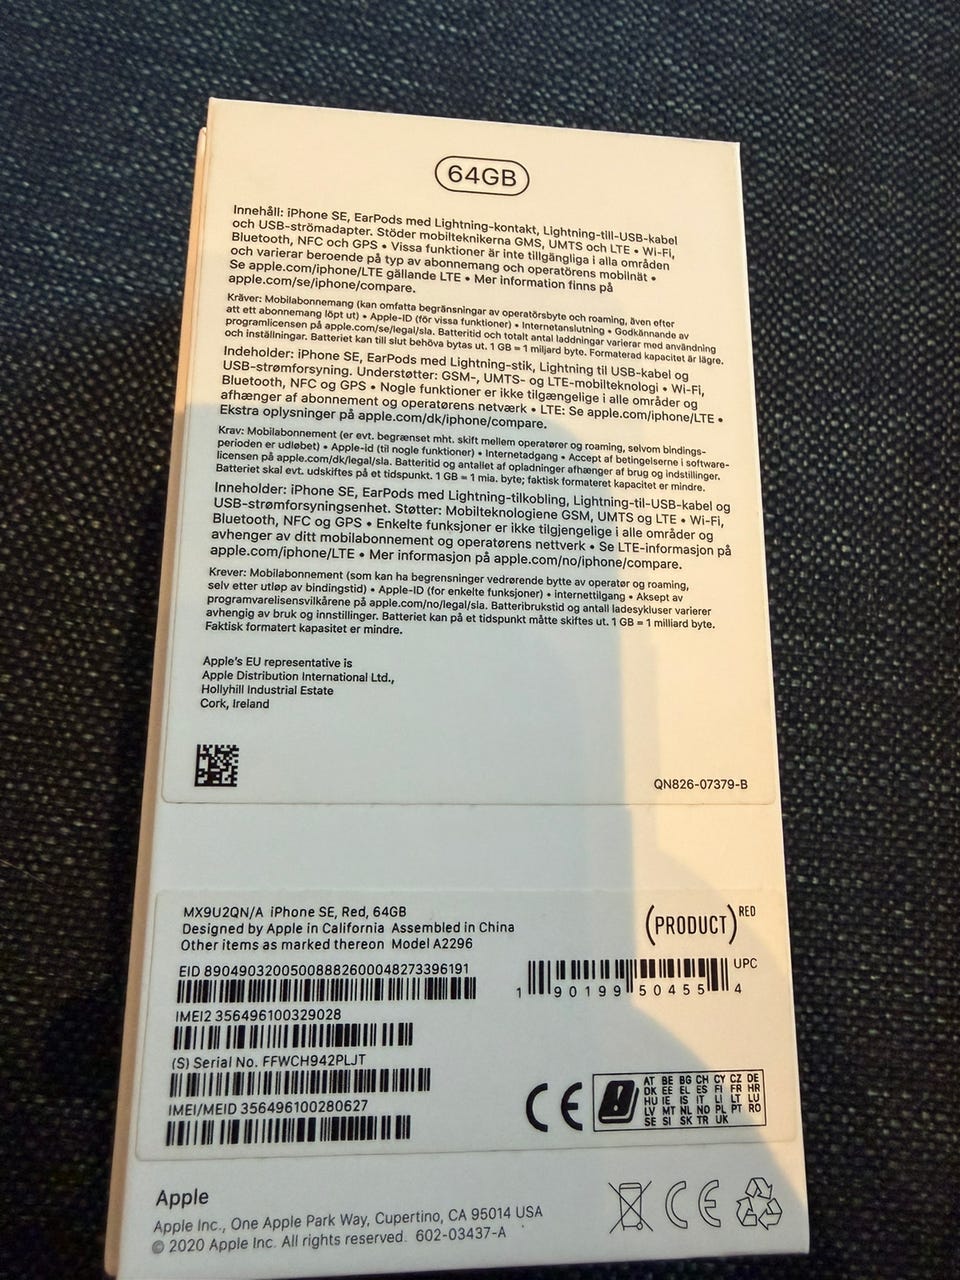 64GB
Innehåll: iPhone SE, EarPods med Lightning-kontakt, Lightning-till-USB-kabel
och USB-strömadapter. Stöder mobilteknikerna GMS, UMTS och LTE • Wi-Fi,
Bluetooth, NFC och GPS • Vissa funktioner är inte tillgängliga i alla områden
och varierar beroende på typ av abonnemang och operatörens mobilnät •
Se apple.com/iphone/LTE gällande LTE • Mer information finns på
apple.com/se/iphone/compare.
Kräver: Mobilabonnemang (kan omfatta begränsningar av operatörsbyte och roaming, även efter
att ett abonnemang löpt ut) • Apple-ID (för vissa funktioner) • Internetanslutning • Godkännande av
programlicensen på apple.com/se/legal/sla. Batteritid och totalt antal laddningar varierar med användning
och inställningar. Batteriet kan till slut behöva bytas ut. 1 GB = 1 miljard byte. Formaterad kapacitet är lägre.
Indeholder: iPhone SE, EarPods med Lightning-stik, Lightning til USB-kabel og
USB-strømforsyning. Understøtter: GSM-, UMTS- og LTE-mobilteknologi • Wi-Fi,
Bluetooth, NFC og GPS • Nogle funktioner er ikke tilgængelige i alle områder og
afhænger af abonnement og operatørens netværk • LTE: Se apple.com/iphone/LTE •
Ekstra oplysninger på apple.com/dk/iphone/compare.
Krav: Mobilabonnement (er evt. begrænset mht. skift mellem operatører og roaming, selvom bindings-
perioden er udløbet) • Apple-id (til nogle funktioner) • Internetadgang • Accept af betingelserne i software-
licensen på apple.com/dk/legal/sla. Batteritid og antallet af opladninger afhænger af brug og indstillinger.
Batteriet skal evt. udskiftes på et tidspunkt. 1 GB = 1 mia. byte; faktisk formateret kapacitet er mindre.
Inneholder: iPhone SE, EarPods med Lightning-tilkobling, Lightning-til-USB-kabel og
USB-strømforsyningsenhet. Støtter: Mobilteknologiene GSM, UMTS og LTE • Wi-Fi,
Bluetooth, NFC og GPS • Enkelte funksjoner er ikke tilgjengelige i alle områder og
avhenger av ditt mobilabonnement og operatørens nettverk • Se LTE-informasjon på
apple.com/iphone/LTE • Mer informasjon på apple.com/no/iphone/compare.
Krever: Mobilabonnement (som kan ha begrensninger vedrørende bytte av operatør og roaming,
selv etter utløp av bindingstid) • Apple-ID (for enkelte funksjoner) • internettilgang • Aksept av
programvarelisensvilkårene på apple.com/no/legal/sla. Batteribrukstid og antall ladesykluser varierer
avhengig av bruk og innstillinger. Batteriet kan på et tidspunkt måtte skiftes ut. 1 GB = 1 milliard byte.
Faktisk formatert kapasitet er mindre.
Apple's EU representative is
Apple Distribution International Ltd.,
Hollyhill Industrial Estate
Cork, Ireland
QN826-07379-B
MX9U2QN/A iPhone SE, Red, 64GB
Designed by Apple in California Assembled in China
Other items as marked thereon Model A2296
(PRODUCT)RED
EID 89049032005008882600048273396191
UPC
1 90199 50455 4
IMEI2 356496100329028
(S) Serial No. FFWCH942PLJT
IMEI/MEID 356496100280627
CE
AT BE BG CH CY CZ DE
DK EE EL ES FI FR HR
HU IE IS IT LI LT LU
LV MT NL NO PL PT RO
SE SI SK TR UK
Apple
Apple Inc., One Apple Park Way, Cupertino, CA 95014 USA
© 2020 Apple Inc. All rights reserved. 602-03437-A
CE